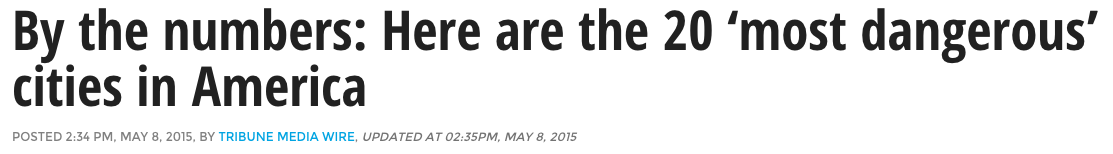 By the numbers: Here are the 20 ‘most dangerous’
cities in America
POSTED 2:34 PM, MAY 8, 2015, BY TRIBUNE MEDIA WIRE, UPDATED AT 02:35PM, MAY 8, 2015